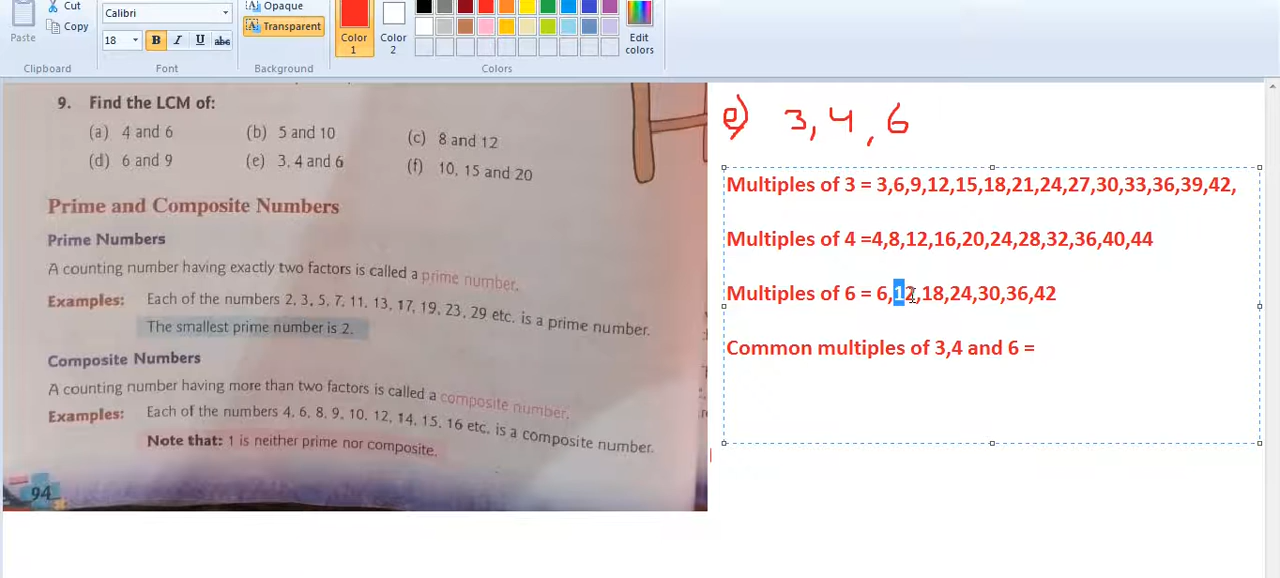 Cut
Copy
Paste
Clipboard
Calibri
18 B I U abc
Font
Opaque
Transparent
Background
Color 1
Color 2
Edit colors
Colors
9. Find the LCM of:
(a) 4 and 6 (b) 5 and 10 (c) 8 and 12
(d) 6 and 9 (e) 3, 4 and 6 (f) 10, 15 and 20
Prime and Composite Numbers
Prime Numbers
A counting number having exactly two factors is called a prime number.
Examples: Each of the numbers 2, 3, 5, 7, 11, 13, 17, 19, 23, 29 etc. is a prime number.
The smallest prime number is 2.
Composite Numbers
A counting number having more than two factors is called a composite number.
Examples: Each of the numbers 4, 6, 8, 9, 10, 12, 14, 15, 16 etc. is a composite number.
Note that: 1 is neither prime nor composite.
94
e) 3, 4, 6
Multiples of 3 = 3,6,9,12,15,18,21,24,27,30,33,36,39,42,
Multiples of 4 =4,8,12,16,20,24,28,32,36,40,44
Multiples of 6 = 6,12,18,24,30,36,42
Common multiples of 3,4 and 6 =